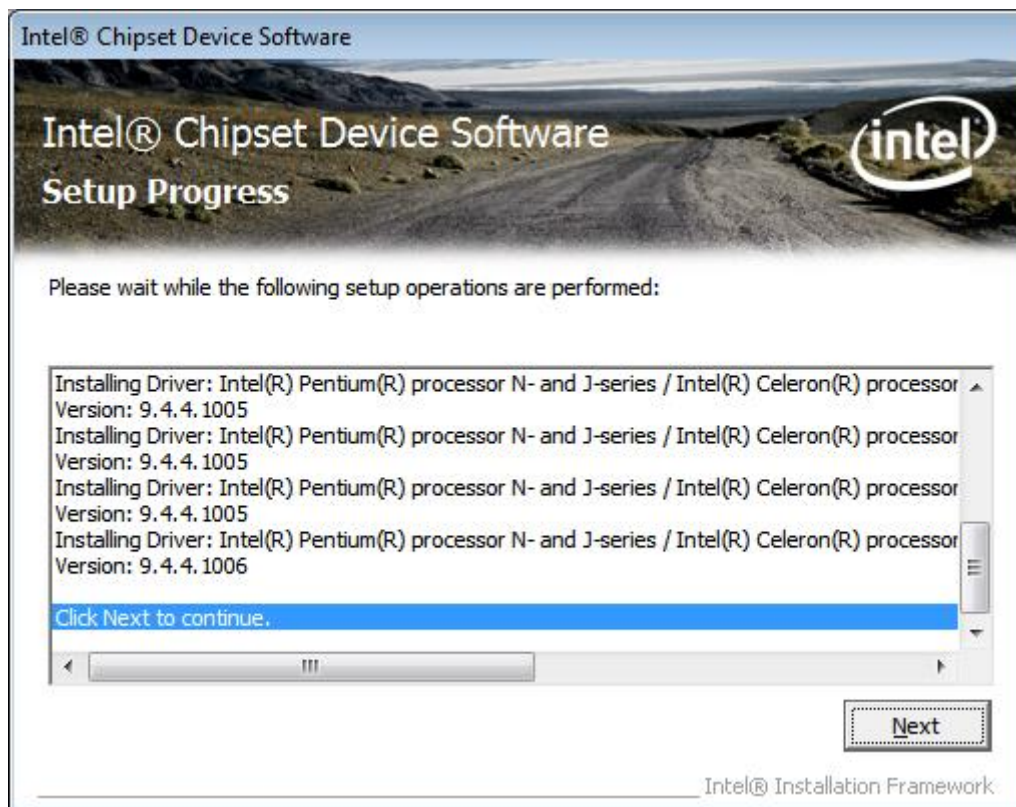 Intel® Chipset Device Software
Intel® Chipset Device Software
intel
Setup Progress
Please wait while the following setup operations are performed:
Installing Driver: Intel(R) Pentium(R) processor N- and J-series / Intel(R) Celeron(R) processor
Version: 9.4.4.1005
Installing Driver: Intel(R) Pentium(R) processor N- and J-series / Intel(R) Celeron(R) processor
Version: 9.4.4.1005
Installing Driver: Intel(R) Pentium(R) processor N- and J-series / Intel(R) Celeron(R) processor
Version: 9.4.4.1005
Installing Driver: Intel(R) Pentium(R) processor N- and J-series / Intel(R) Celeron(R) processor
Version: 9.4.4.1006
Click Next to continue.
Next
Intel® Installation Framework